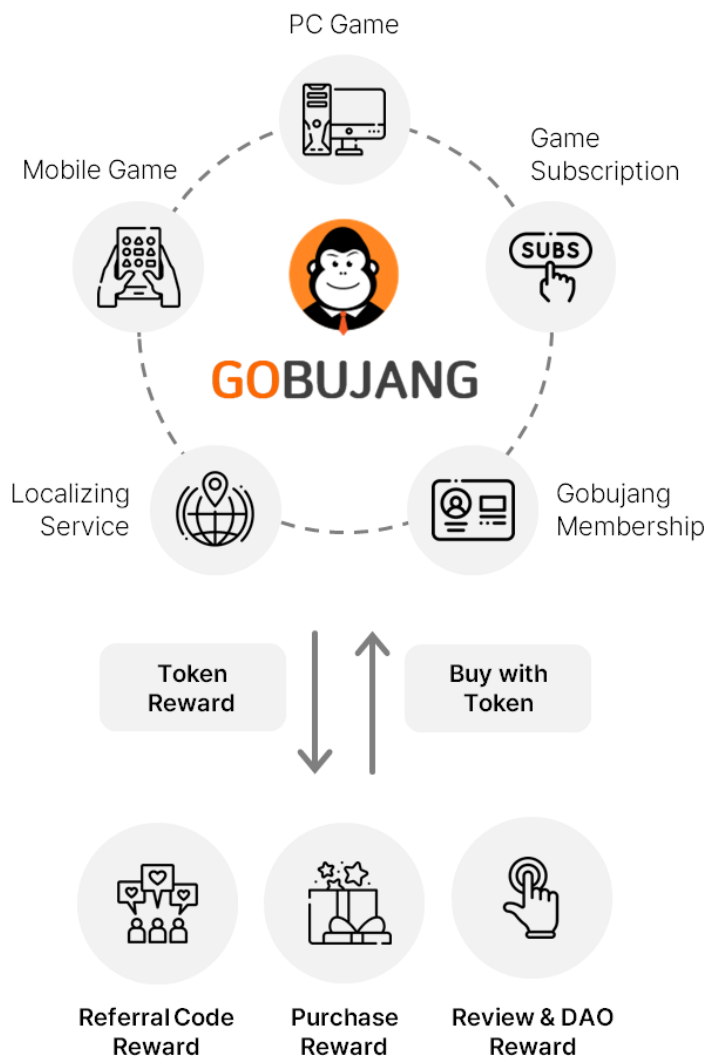 PC Game
Mobile Game
Game
Subscription
SUBS
GOBUJANG
Localizing
Service
Gobujang
Membership
Token
Reward
Buy with
Token
Referral Code
Reward
Purchase
Reward
Review & DAO
Reward